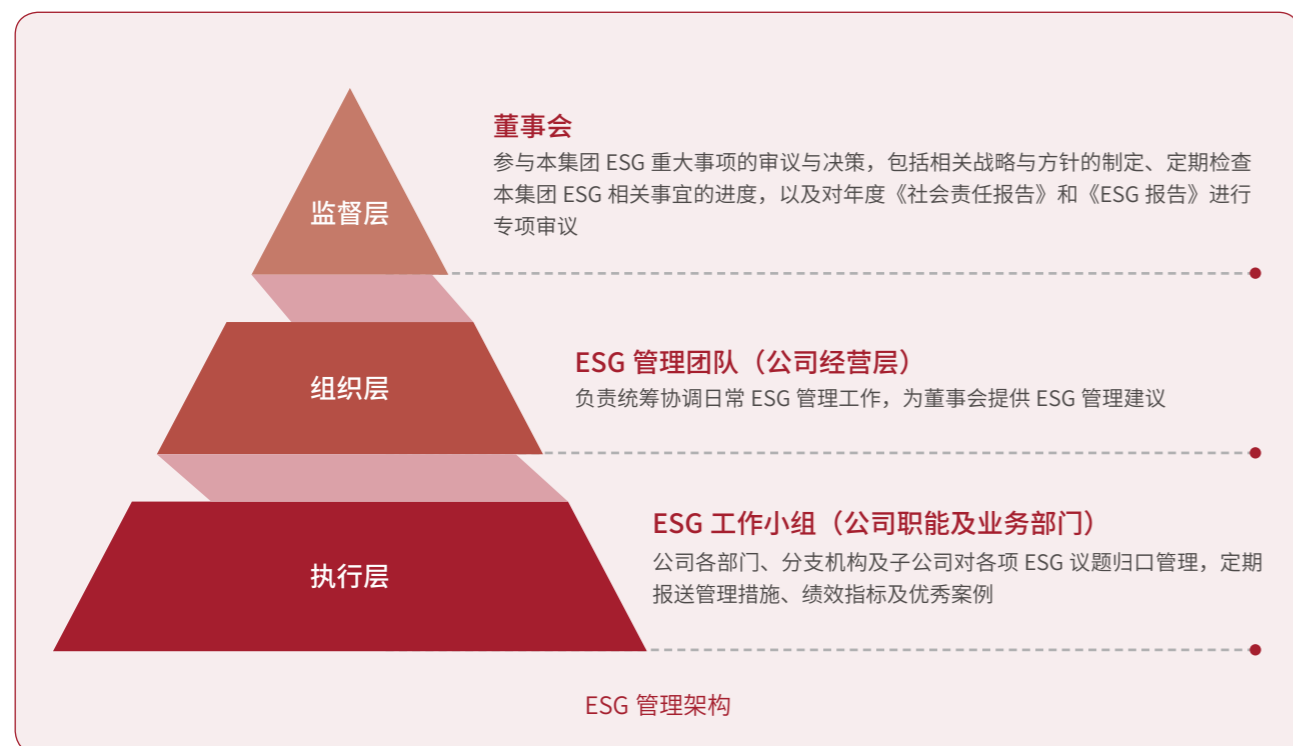 监督层
董事会
参与本集团 ESG 重大事项的审议与决策，包括相关战略与方针的制定、定期检查
本集团 ESG 相关事宜的进度，以及对年度《社会责任报告》和《ESG 报告》进行
专项审议
组织层
ESG 管理团队（公司经营层）
负责统筹协调日常 ESG 管理工作，为董事会提供 ESG 管理建议
执行层
ESG 工作小组（公司职能及业务部门）
公司各部门、分支机构及子公司对各项 ESG 议题归口管理，定期
报送管理措施、绩效指标及优秀案例
ESG 管理架构